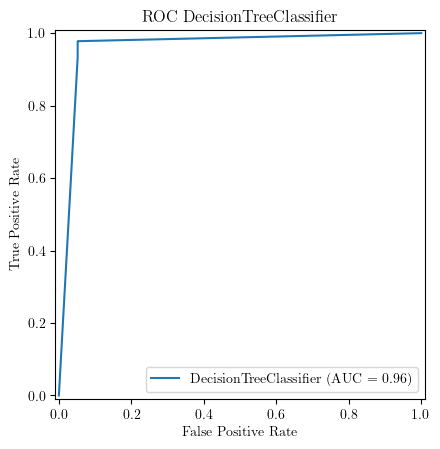 ROC DecisionTreeClassifier
1.0
0.8
0.6
0.4
0.2
0.0
True Positive Rate
DecisionTreeClassifier (AUC = 0.96)
0.0 0.2 0.4 0.6 0.8 1.0
False Positive Rate